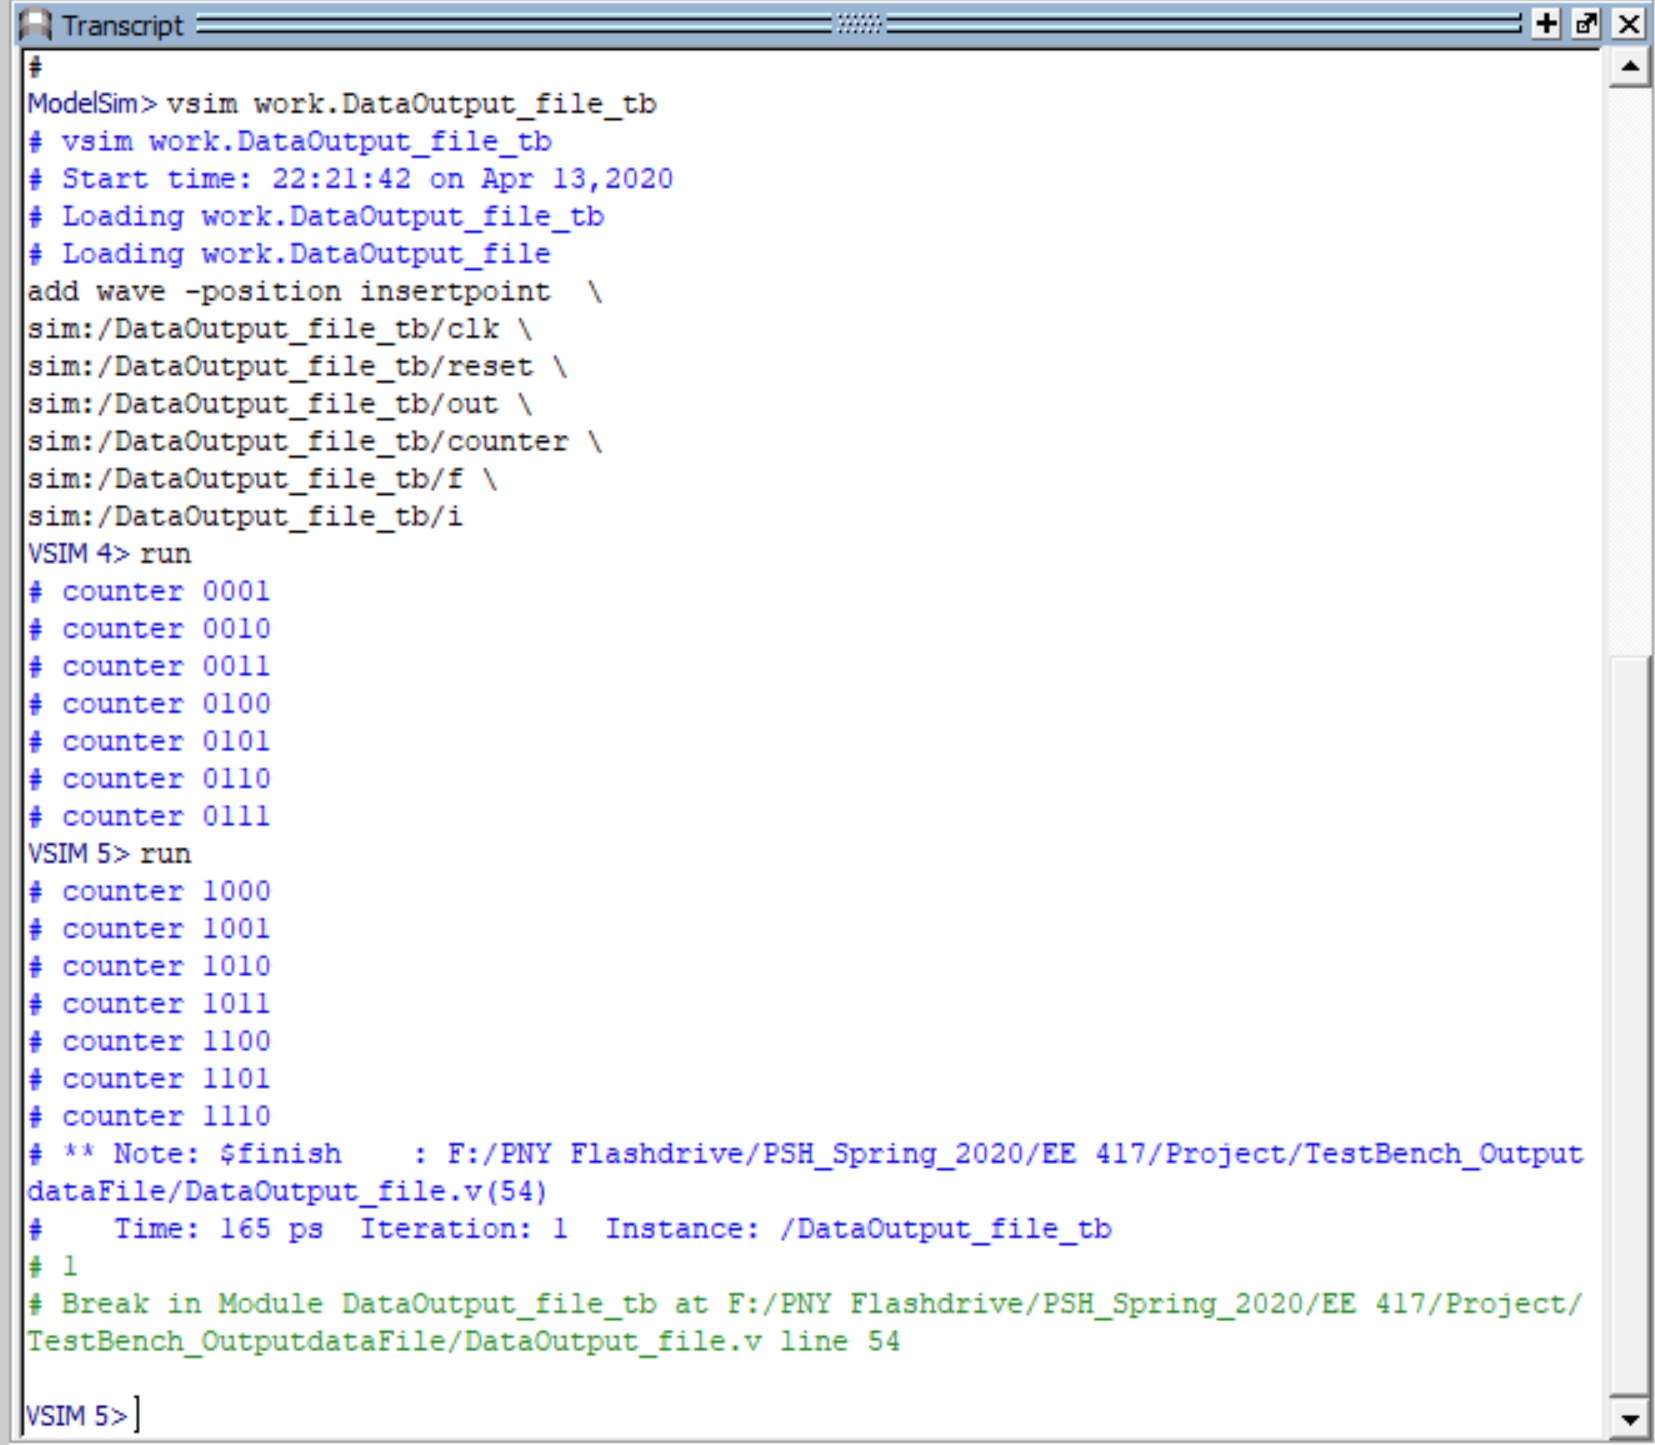 Transcript
#
ModelSim> vsim work.DataOutput_file_tb
# vsim work.DataOutput_file_tb
# Start time: 22:21:42 on Apr 13,2020
# Loading work.DataOutput_file_tb
# Loading work.DataOutput_file
add wave -position insertpoint  \
sim:/DataOutput_file_tb/clk \
sim:/DataOutput_file_tb/reset \
sim:/DataOutput_file_tb/out \
sim:/DataOutput_file_tb/counter \
sim:/DataOutput_file_tb/f \
sim:/DataOutput_file_tb/i
VSIM 4> run
# counter 0001
# counter 0010
# counter 0011
# counter 0100
# counter 0101
# counter 0110
# counter 0111
VSIM 5> run
# counter 1000
# counter 1001
# counter 1010
# counter 1011
# counter 1100
# counter 1101
# counter 1110
# ** Note: $finish    : F:/PNY Flashdrive/PSH_Spring_2020/EE 417/Project/TestBench_Output
dataFile/DataOutput_file.v(54)
#    Time: 165 ps  Iteration: 1  Instance: /DataOutput_file_tb
# 1
# Break in Module DataOutput_file_tb at F:/PNY Flashdrive/PSH_Spring_2020/EE 417/Project/
TestBench_OutputdataFile/DataOutput_file.v line 54
VSIM 5>